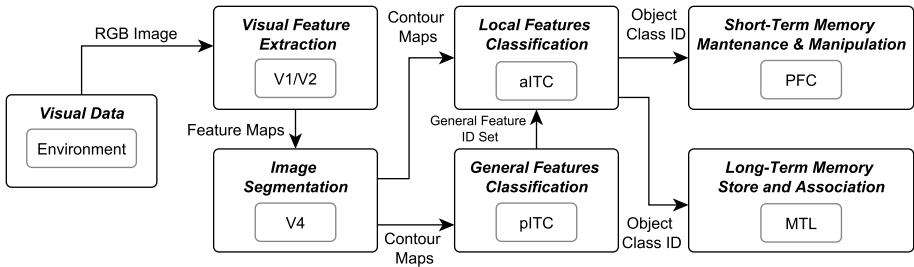 Visual Data
Environment
RGB Image
Visual Feature
Extraction
V1/V2
Feature Maps
Image
Segmentation
V4
Contour
Maps
Contour
Maps
Local Features
Classification
aITC
General Feature
ID Set
General Features
Classification
pITC
Object
Class ID
Object
Class ID
Short-Term Memory
Mantenance & Manipulation
PFC
Long-Term Memory
Store and Association
MTL